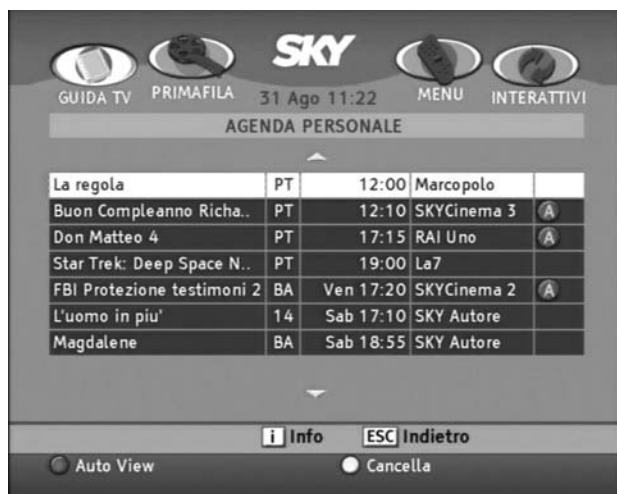 SKY
GUIDA TV PRIMAFILA 31 Ago 11:22 MENU INTERATTIVI
AGENDA PERSONALE
La regola PT 12:00 Marcopolo
Buon Compleanno Richa.. PT 12:10 SKYCinema 3 A
Don Matteo 4 PT 17:15 RAI Uno A
Star Trek: Deep Space N.. PT 19:00 La7
FBI Protezione testimoni 2 BA Ven 17:20 SKYCinema 2 A
L'uomo in piu' 14 Sab 17:10 SKY Autore
Magdalene BA Sab 18:55 SKY Autore
i Info ESC Indietro
Auto View Cancella